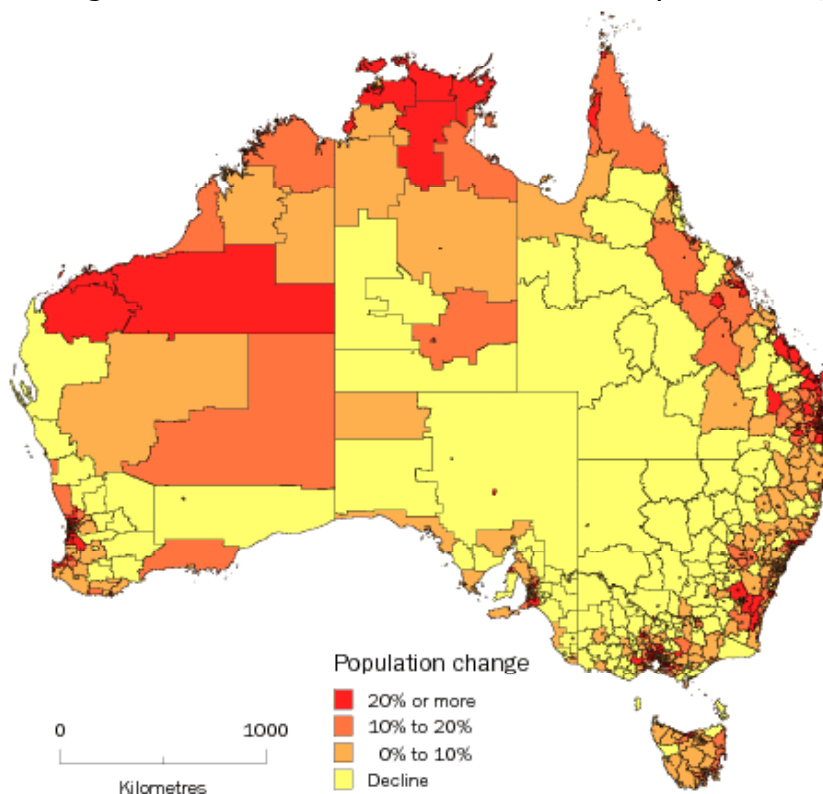 Population change
20% or more
10% to 20%
0% to 10%
Decline
0 1000
Kilometres